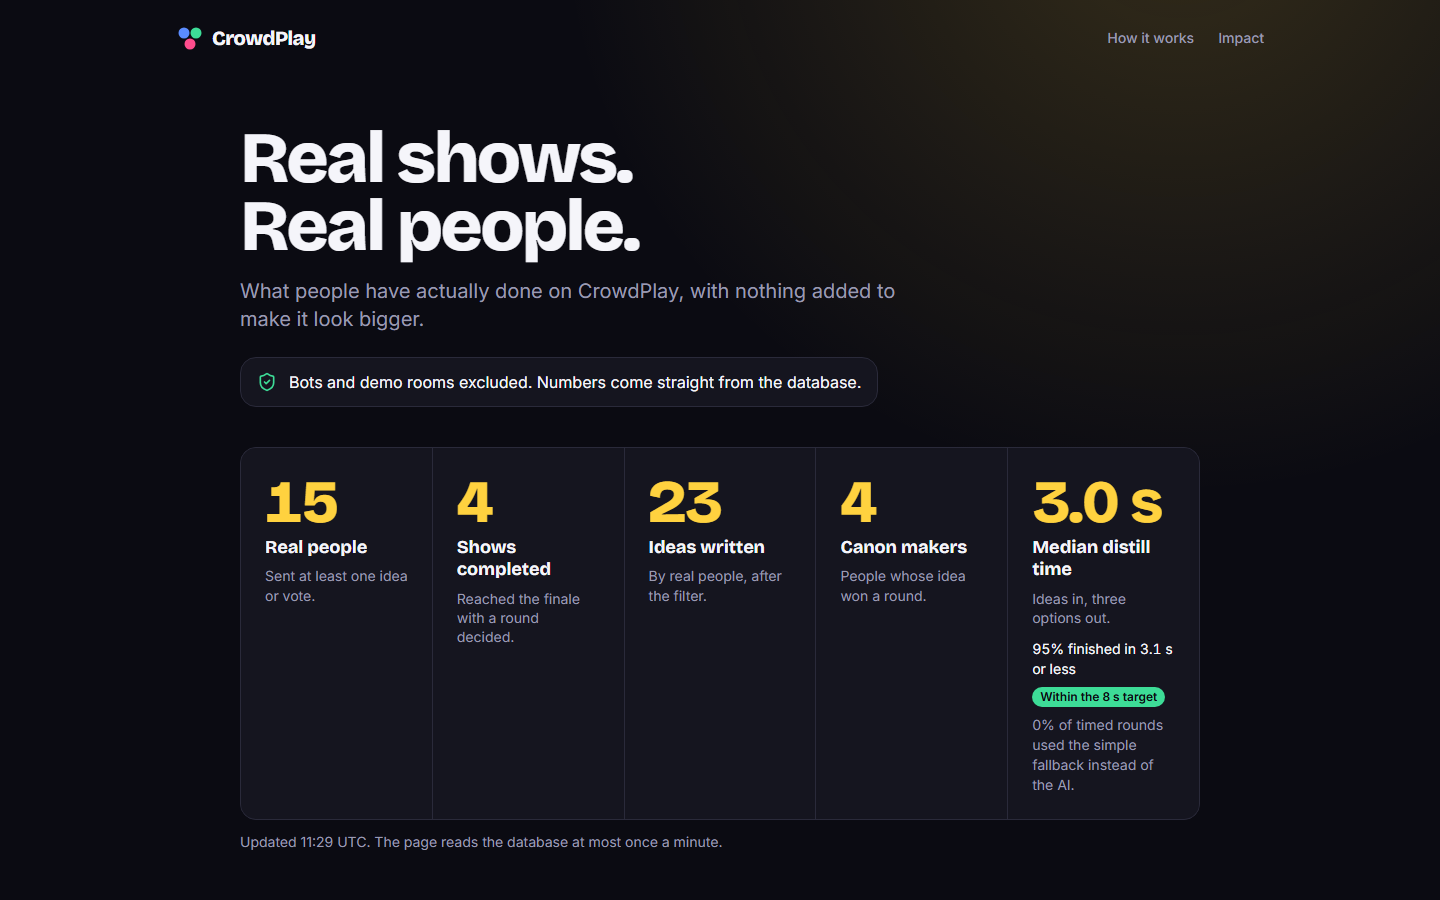 CrowdPlay
How it works
Impact
Real shows.
Real people.
What people have actually done on CrowdPlay, with nothing added to
make it look bigger.
Bots and demo rooms excluded. Numbers come straight from the database.
15
Real people
Sent at least one idea
or vote.
4
Shows
completed
Reached the finale
with a round
decided.
23
Ideas written
By real people, after
the filter.
4
Canon makers
People whose idea
won a round.
3.0 s
Median distill
time
Ideas in, three
options out.
95% finished in 3.1 s
or less
Within the 8 s target
0% of timed rounds
used the simple
fallback instead of
the AI.
Updated 11:29 UTC. The page reads the database at most once a minute.